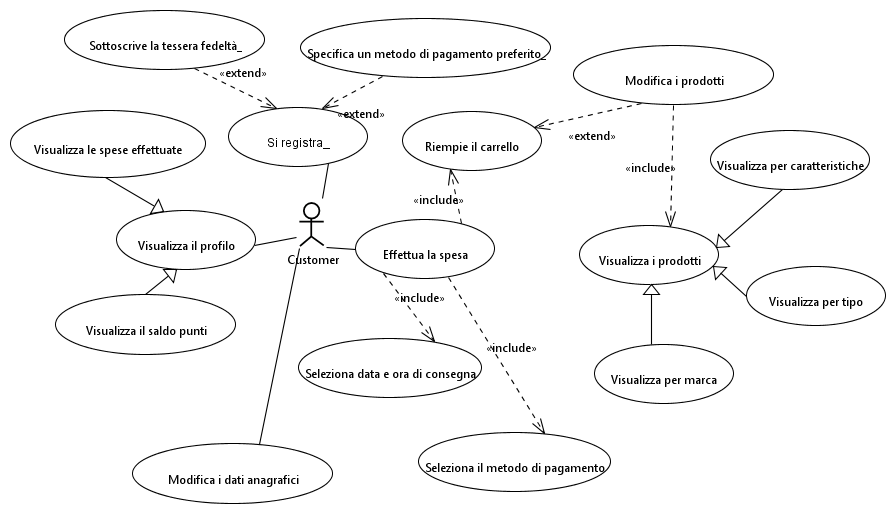 Sottoscrive la tessera fedeltà_
Specifica un metodo di pagamento preferito_
«extend»
Modifica i prodotti
«extend»
Si registra_
Riempie il carrello
«extend»
Visualizza le spese effettuate
«include»
Visualizza per caratteristiche
«include»
Visualizza il profilo
Customer
Effettua la spesa
Visualizza i prodotti
«include»
Visualizza per tipo
Visualizza il saldo punti
«include»
Seleziona data e ora di consegna
Visualizza per marca
Modifica i dati anagrafici
Seleziona il metodo di pagamento